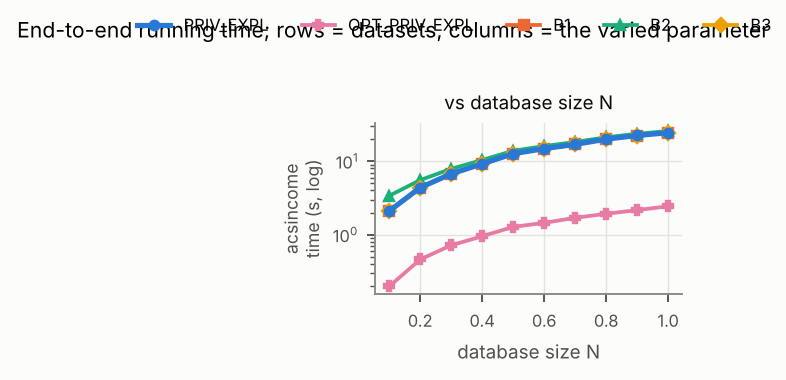 PRIV_EXPL OPT_PRIV_EXPL B1 B2 B3
End-to-end running time; rows = datasets, columns = the varied parameter
vs database size N
acsincome
time (s, log)
10¹
10⁰
0.2 0.4 0.6 0.8 1.0
database size N